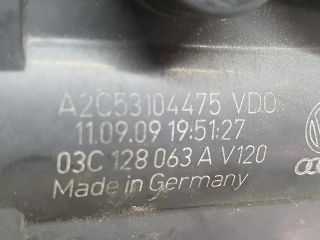 A2C53104475 VDO
11.09.09 19:51:27
03C 128 063 A V120
Made in Germany